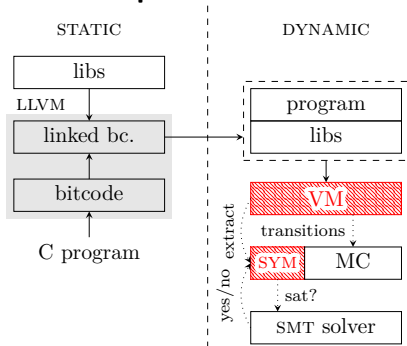 STATIC
DYNAMIC
libs
LLVM
linked bc.
bitcode
C program
program
libs
VM
extract
transitions
SYM
MC
yes/no
sat?
SMT solver